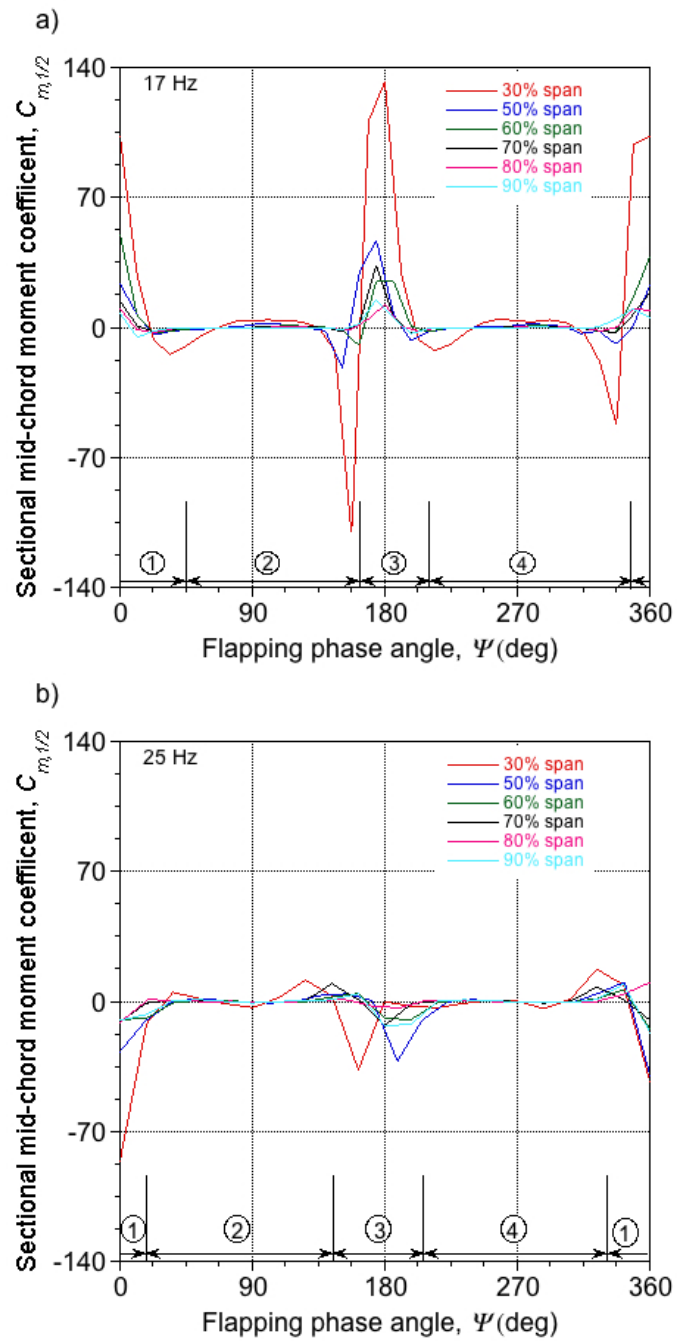 a)
Sectional mid-chord moment coeffiicent, C m,1/2
17 Hz
30% span
50% span
60% span
70% span
80% span
90% span
140
70
0
-70
-140
① ② ③ ④
0 90 180 270 360
Flapping phase angle, Ψ(deg)
b)
Sectional mid-chord moment coeffiicent, C m,1/2
25 Hz
30% span
50% span
60% span
70% span
80% span
90% span
140
70
0
-70
-140
① ② ③ ④ ①
0 90 180 270 360
Flapping phase angle, Ψ(deg)